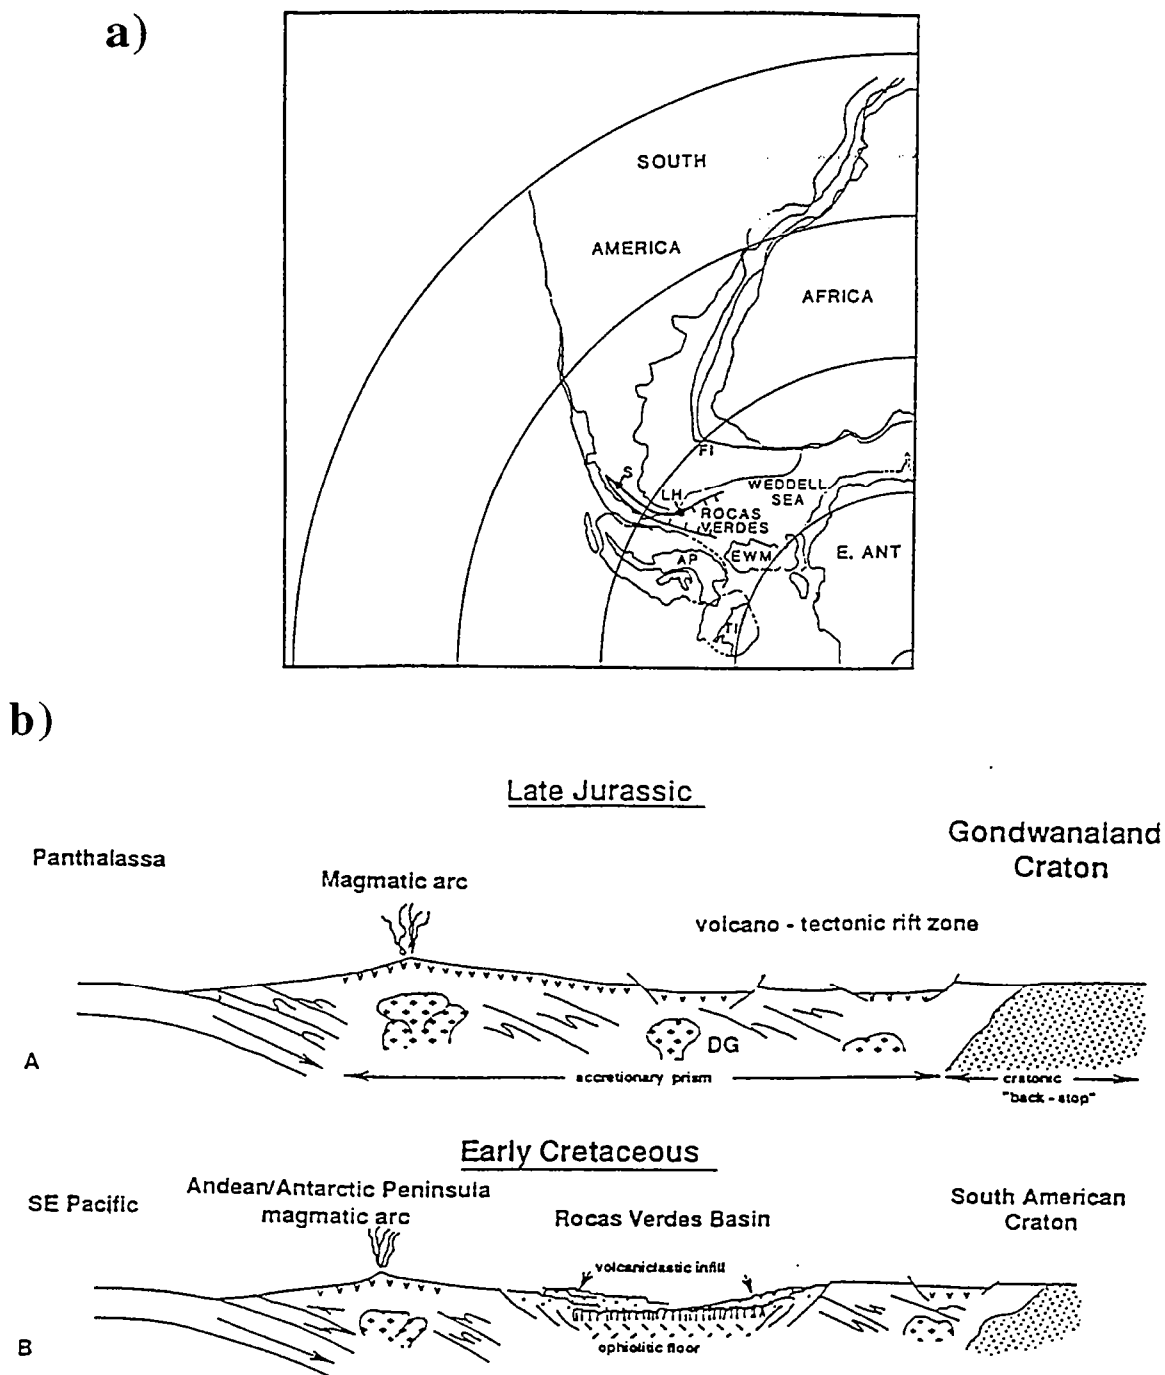 a)
SOUTH
AMERICA
AFRICA
FI
S
LH
WEDDELL
SEA
ROCAS
VERDES
EWM
E. ANT
AP
TI
b)
Late Jurassic
Gondwanaland
Craton
Panthalassa
Magmatic arc
volcano - tectonic rift zone
DG
A
accretionary prism
cratonic
"back - stop"
Early Cretaceous
Andean/Antarctic Peninsula
magmatic arc
SE Pacific
Rocas Verdes Basin
South American
Craton
volcaniclastic infill
B
ophiolitic floor